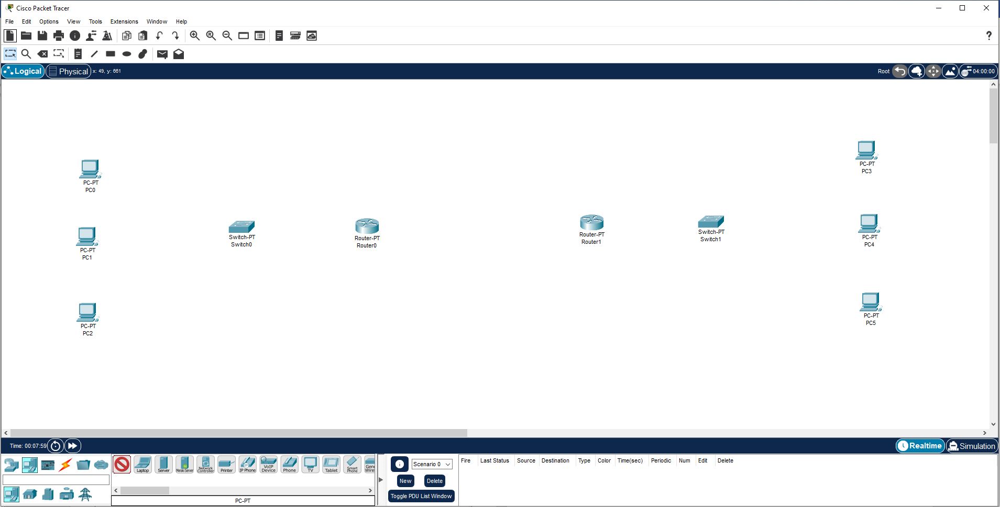 Cisco Packet Tracer
File Edit Options View Tools Extensions Window Help
?
Logical Physical x: 49, y: 661 Root 04:00:00
PC-PT
PC0
PC-PT
PC1
PC-PT
PC2
Switch-PT
Switch0
Router-PT
Router0
Router-PT
Router1
Switch-PT
Switch1
PC-PT
PC3
PC-PT
PC4
PC-PT
PC5
Time: 00:07:59 Realtime Simulation
Laptop
Server
Meraki Server
Network
Controller
Printer
IP
IP Phone
VoIP
Device
Phone
TV
Tablet
Smart
Phone
Gene
Wire
PC-PT
Scenario 0
New Delete
Toggle PDU List Window
Fire Last Status Source Destination Type Color Time(sec) Periodic Num Edit Delete